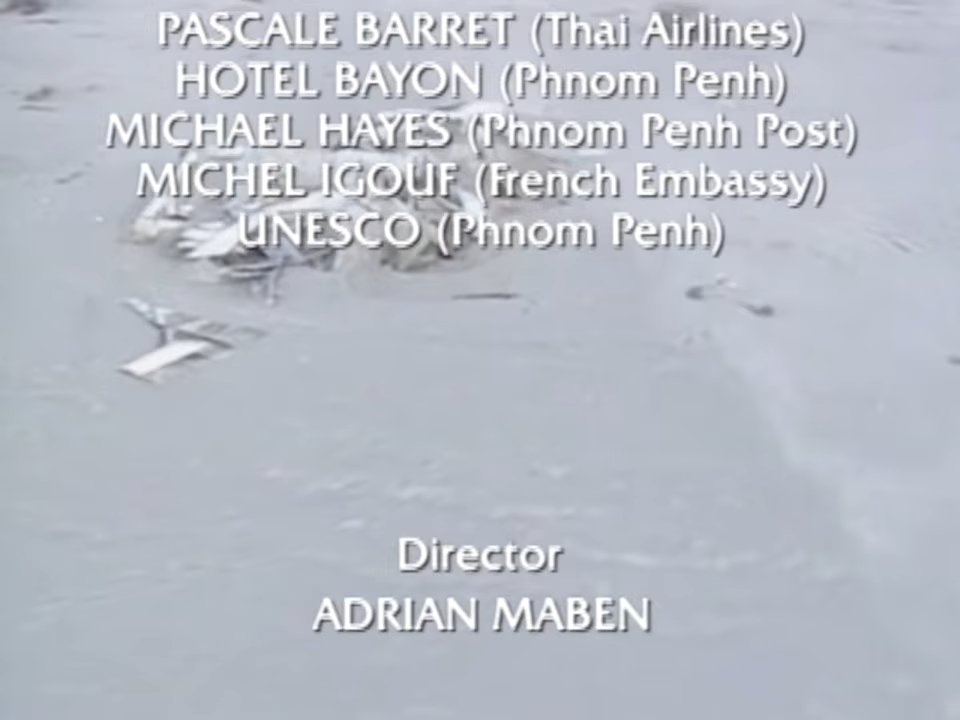 PASCALE BARRET (Thai Airlines)
HOTEL BAYON (Phnom Penh)
MICHAEL HAYES (Phnom Penh Post)
MICHEL IGOUF (French Embassy)
UNESCO (Phnom Penh)
Director
ADRIAN MABEN